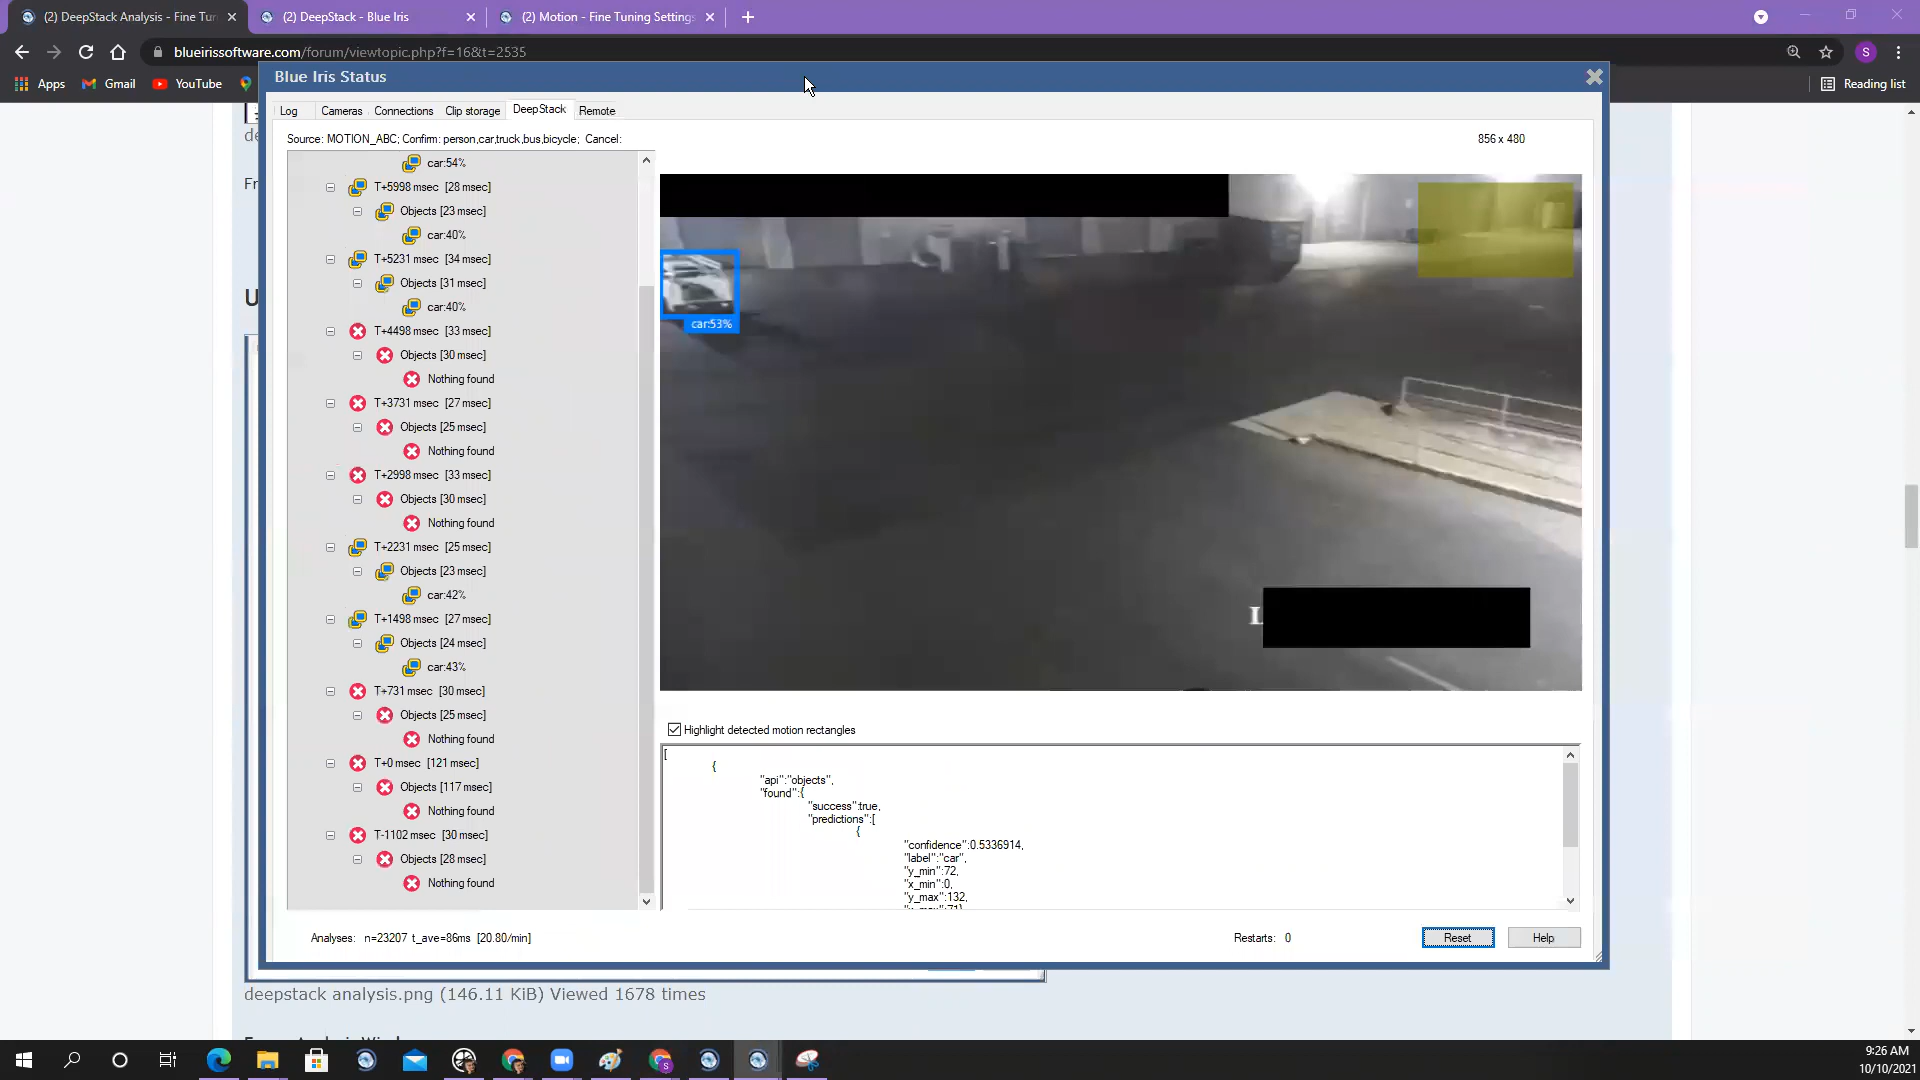 (2) DeepStack Analysis - Fine Tur
(2) DeepStack - Blue Iris
(2) Motion - Fine Tuning Settings
blueirissoftware.com/forum/viewtopic.php?f=16&t=2535
S
Apps
Gmail
YouTube
Reading list
Blue Iris Status
Log
Cameras
Connections
Clip storage
DeepStack
Remote
Source: MOTION_ABC; Confirm: person,car,truck,bus,bicycle; Cancel:
856 x 480
de
Fr
U
car:54%
T+5998 msec [28 msec]
Objects [23 msec]
car:40%
T+5231 msec [34 msec]
Objects [31 msec]
car:40%
T+4498 msec [33 msec]
Objects [30 msec]
Nothing found
T+3731 msec [27 msec]
Objects [25 msec]
Nothing found
T+2998 msec [33 msec]
Objects [30 msec]
Nothing found
T+2231 msec [25 msec]
Objects [23 msec]
car:42%
T+1498 msec [27 msec]
Objects [24 msec]
car:43%
T+731 msec [30 msec]
Objects [25 msec]
Nothing found
T+0 msec [121 msec]
Objects [117 msec]
Nothing found
T-1102 msec [30 msec]
Objects [28 msec]
Nothing found
car:53%
L
Highlight detected motion rectangles
[
{
"api":"objects",
"found":{
"success":true,
"predictions":[
{
"confidence":0.5336914,
"label":"car",
"y_min":72,
"x_min":0,
"y_max":132,
"x_max":71}
Analyses: n=23207 t_ave=86ms [20.80/min]
Restarts: 0
Reset
Help
deepstack analysis.png (146.11 KiB) Viewed 1678 times
S
9:26 AM
10/10/2021